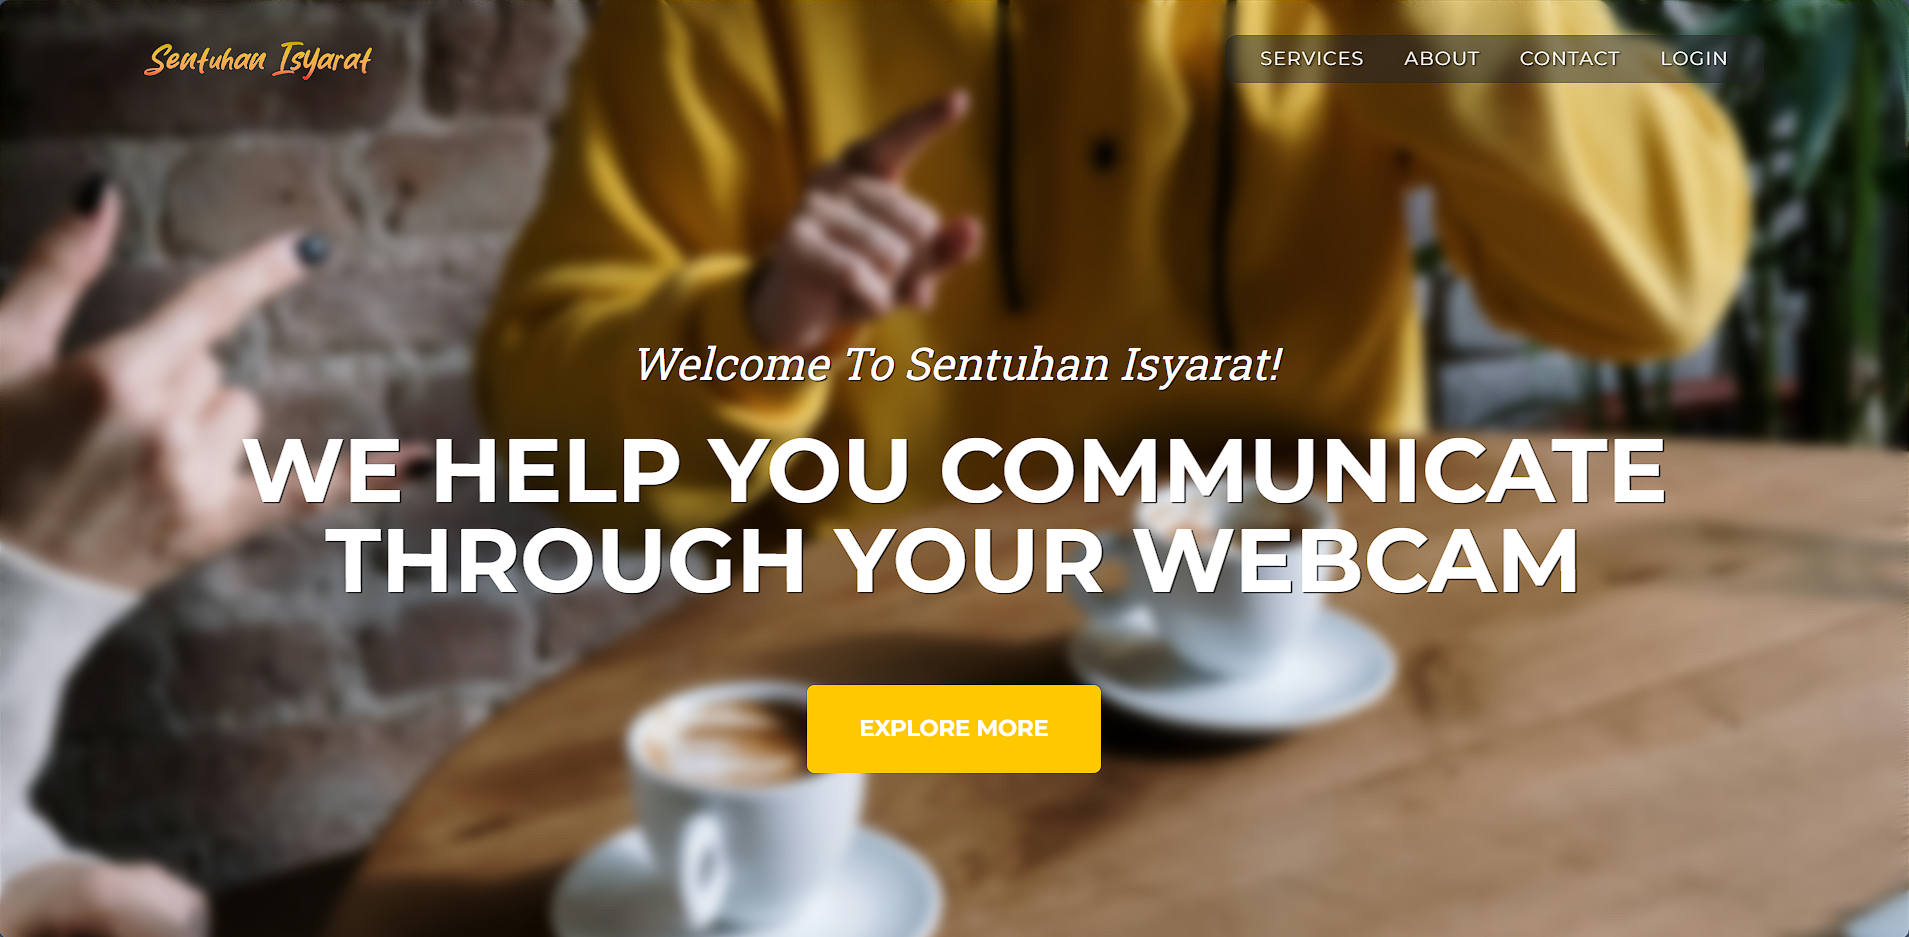 Sentuhan Isyarat
SERVICES ABOUT CONTACT LOGIN
Welcome To Sentuhan Isyarat!
WE HELP YOU COMMUNICATE
THROUGH YOUR WEBCAM
EXPLORE MORE